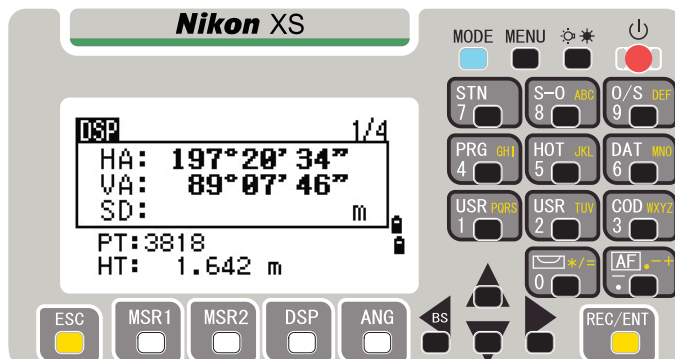 Nikon XS
MODE MENU
DSP 1/4
HA: 197°20'34"
VA: 89°07'46"
SD: m
PT:3818
HT: 1.642 m
STN 7
S-O ABC 8
O/S DEF 9
PRG GHI 4
HOT JKL 5
DAT MNO 6
USR PQRS 1
USR TUV 2
COD WXYZ 3
*/= 0
AF .-+ -.
ESC
MSR1
MSR2
DSP
ANG
BS
REC/ENT